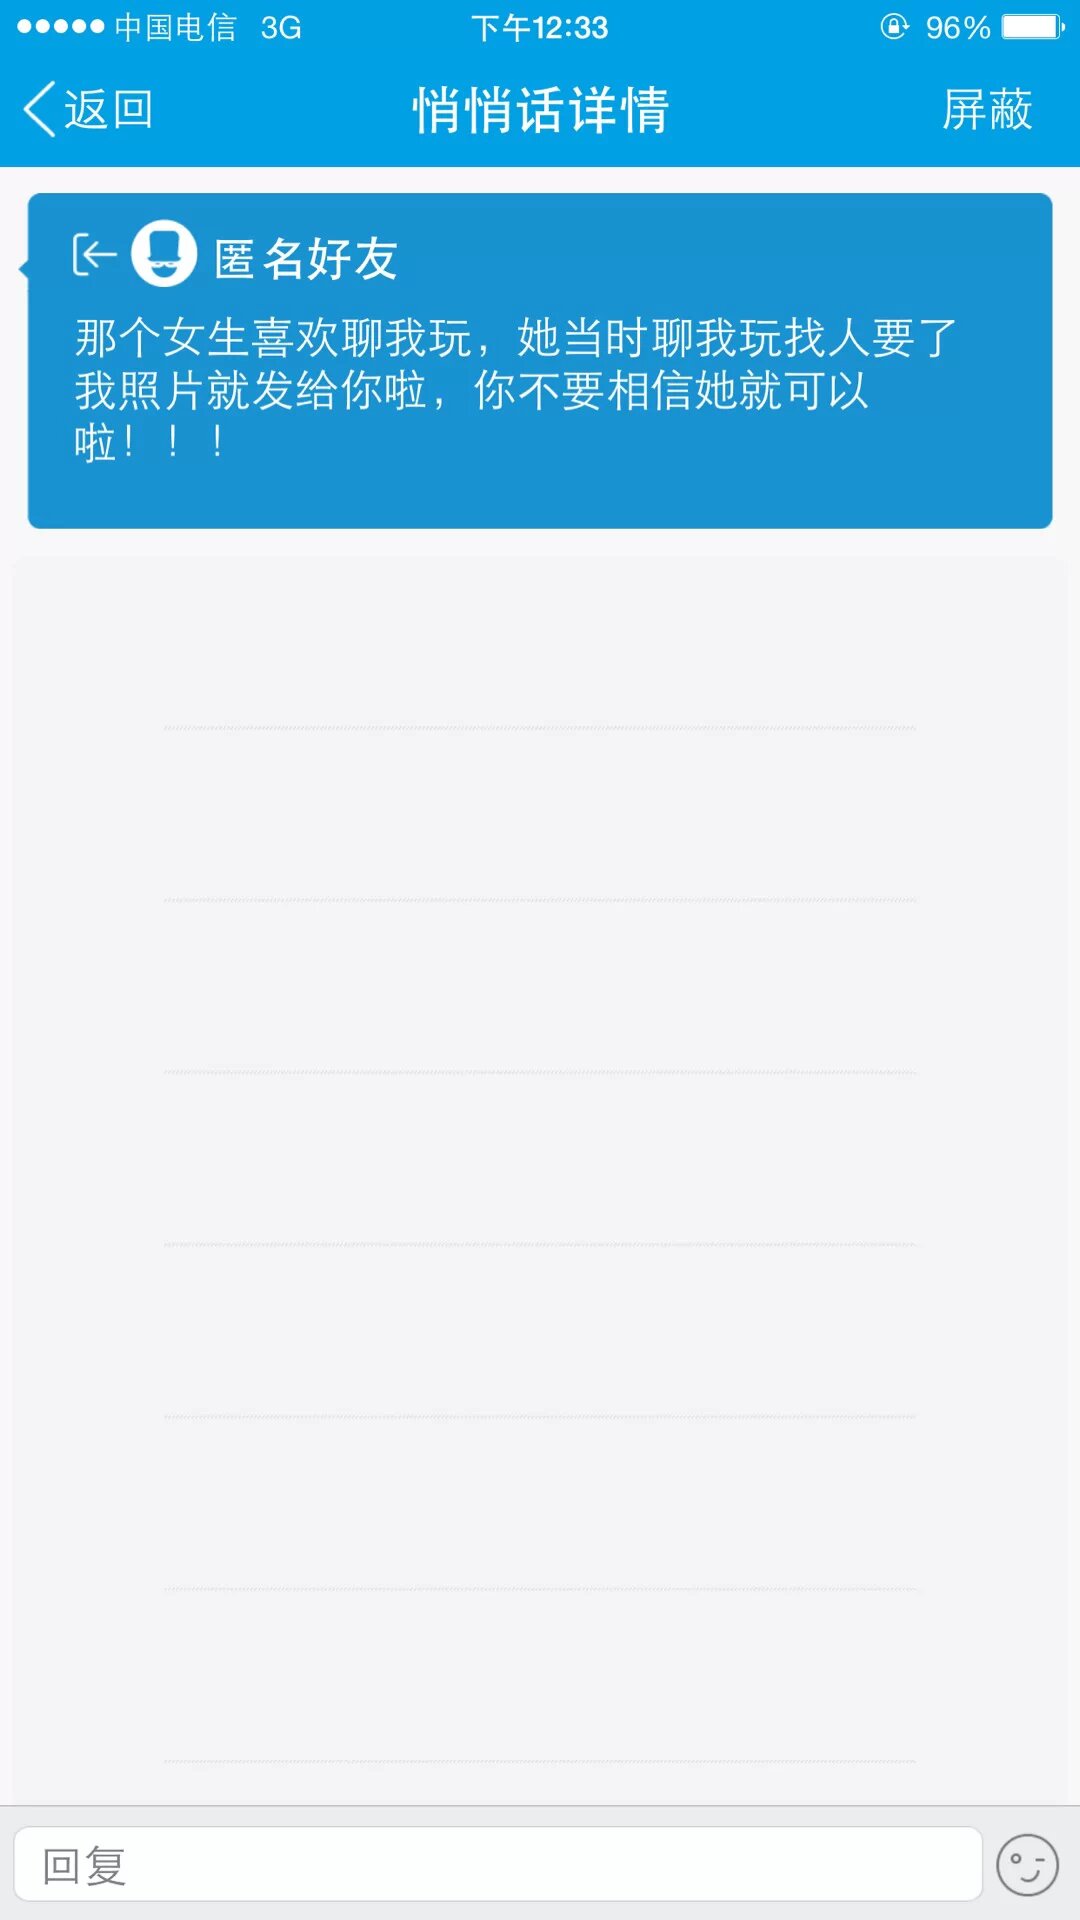 中国电信 3G 下午12:33 96%
返回 悄悄话详情 屏蔽
匿名好友
那个女生喜欢聊我玩，她当时聊我玩找人要了
我照片就发给你啦，你不要相信她就可以
啦！！！
回复